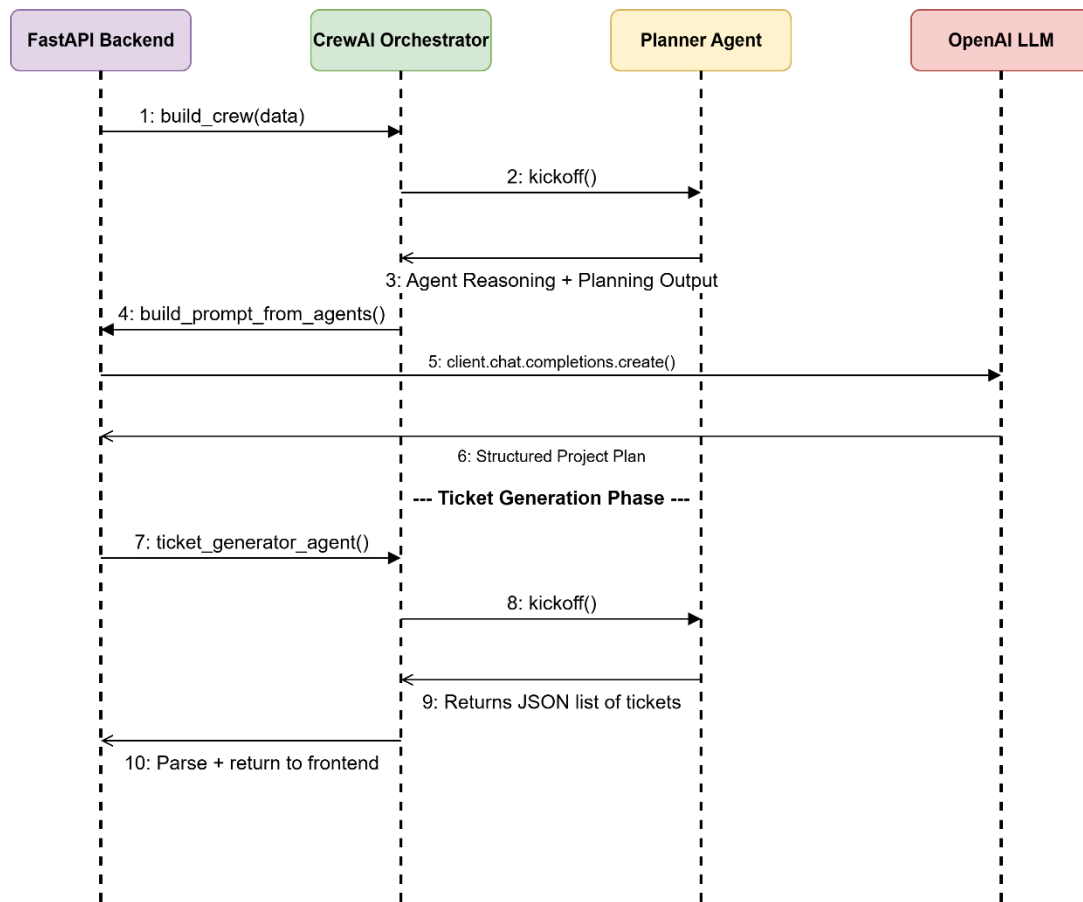 FastAPI Backend
CrewAI Orchestrator
Planner Agent
OpenAI LLM
1: build_crew(data)
2: kickoff()
3: Agent Reasoning + Planning Output
4: build_prompt_from_agents()
5: client.chat.completions.create()
6: Structured Project Plan
--- Ticket Generation Phase ---
7: ticket_generator_agent()
8: kickoff()
9: Returns JSON list of tickets
10: Parse + return to frontend